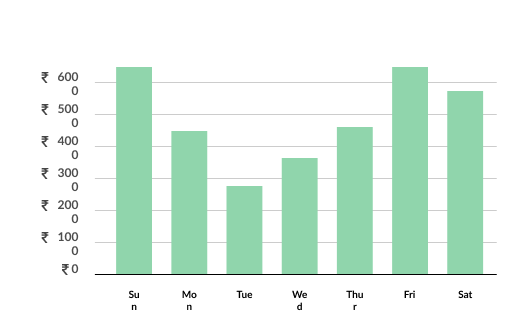 ₹ 600
0
₹ 500
0
₹ 400
0
₹ 300
0
₹ 200
0
₹ 100
0
₹ 0
Su
n
Mo
n
Tue
We
d
Thu
r
Fri
Sat